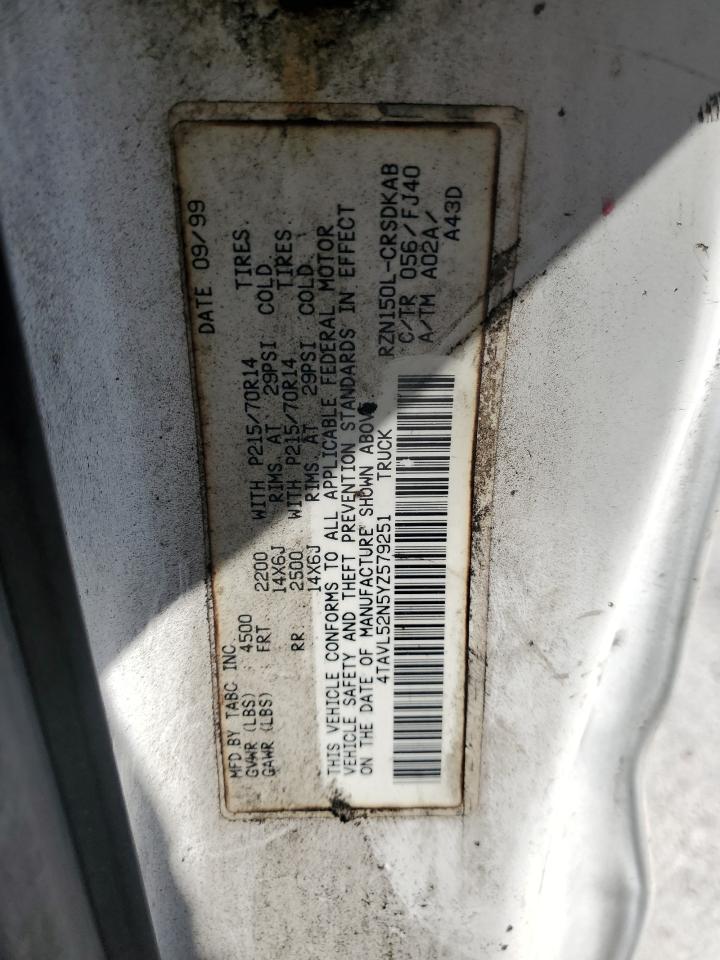 DATE 09/99
MFD BY TABC INC
GVWR (LBS) 4500
GAWR (LBS) FRT 2200 WITH P215/70R14 TIRES
14X6J RIMS AT 29PSI COLD
RR 2500 WITH P215/70R14 TIRES
14X6J RIMS AT 29PSI COLD
THIS VEHICLE CONFORMS TO ALL APPLICABLE FEDERAL MOTOR
VEHICLE SAFETY AND THEFT PREVENTION STANDARDS IN EFFECT
ON THE DATE OF MANUFACTURE SHOWN ABOVE
4TAVL52N5YZ579251 TRUCK RZN150L-CRSDKAB
C/TR 056/FJ40
A/TM A02A/
A43D